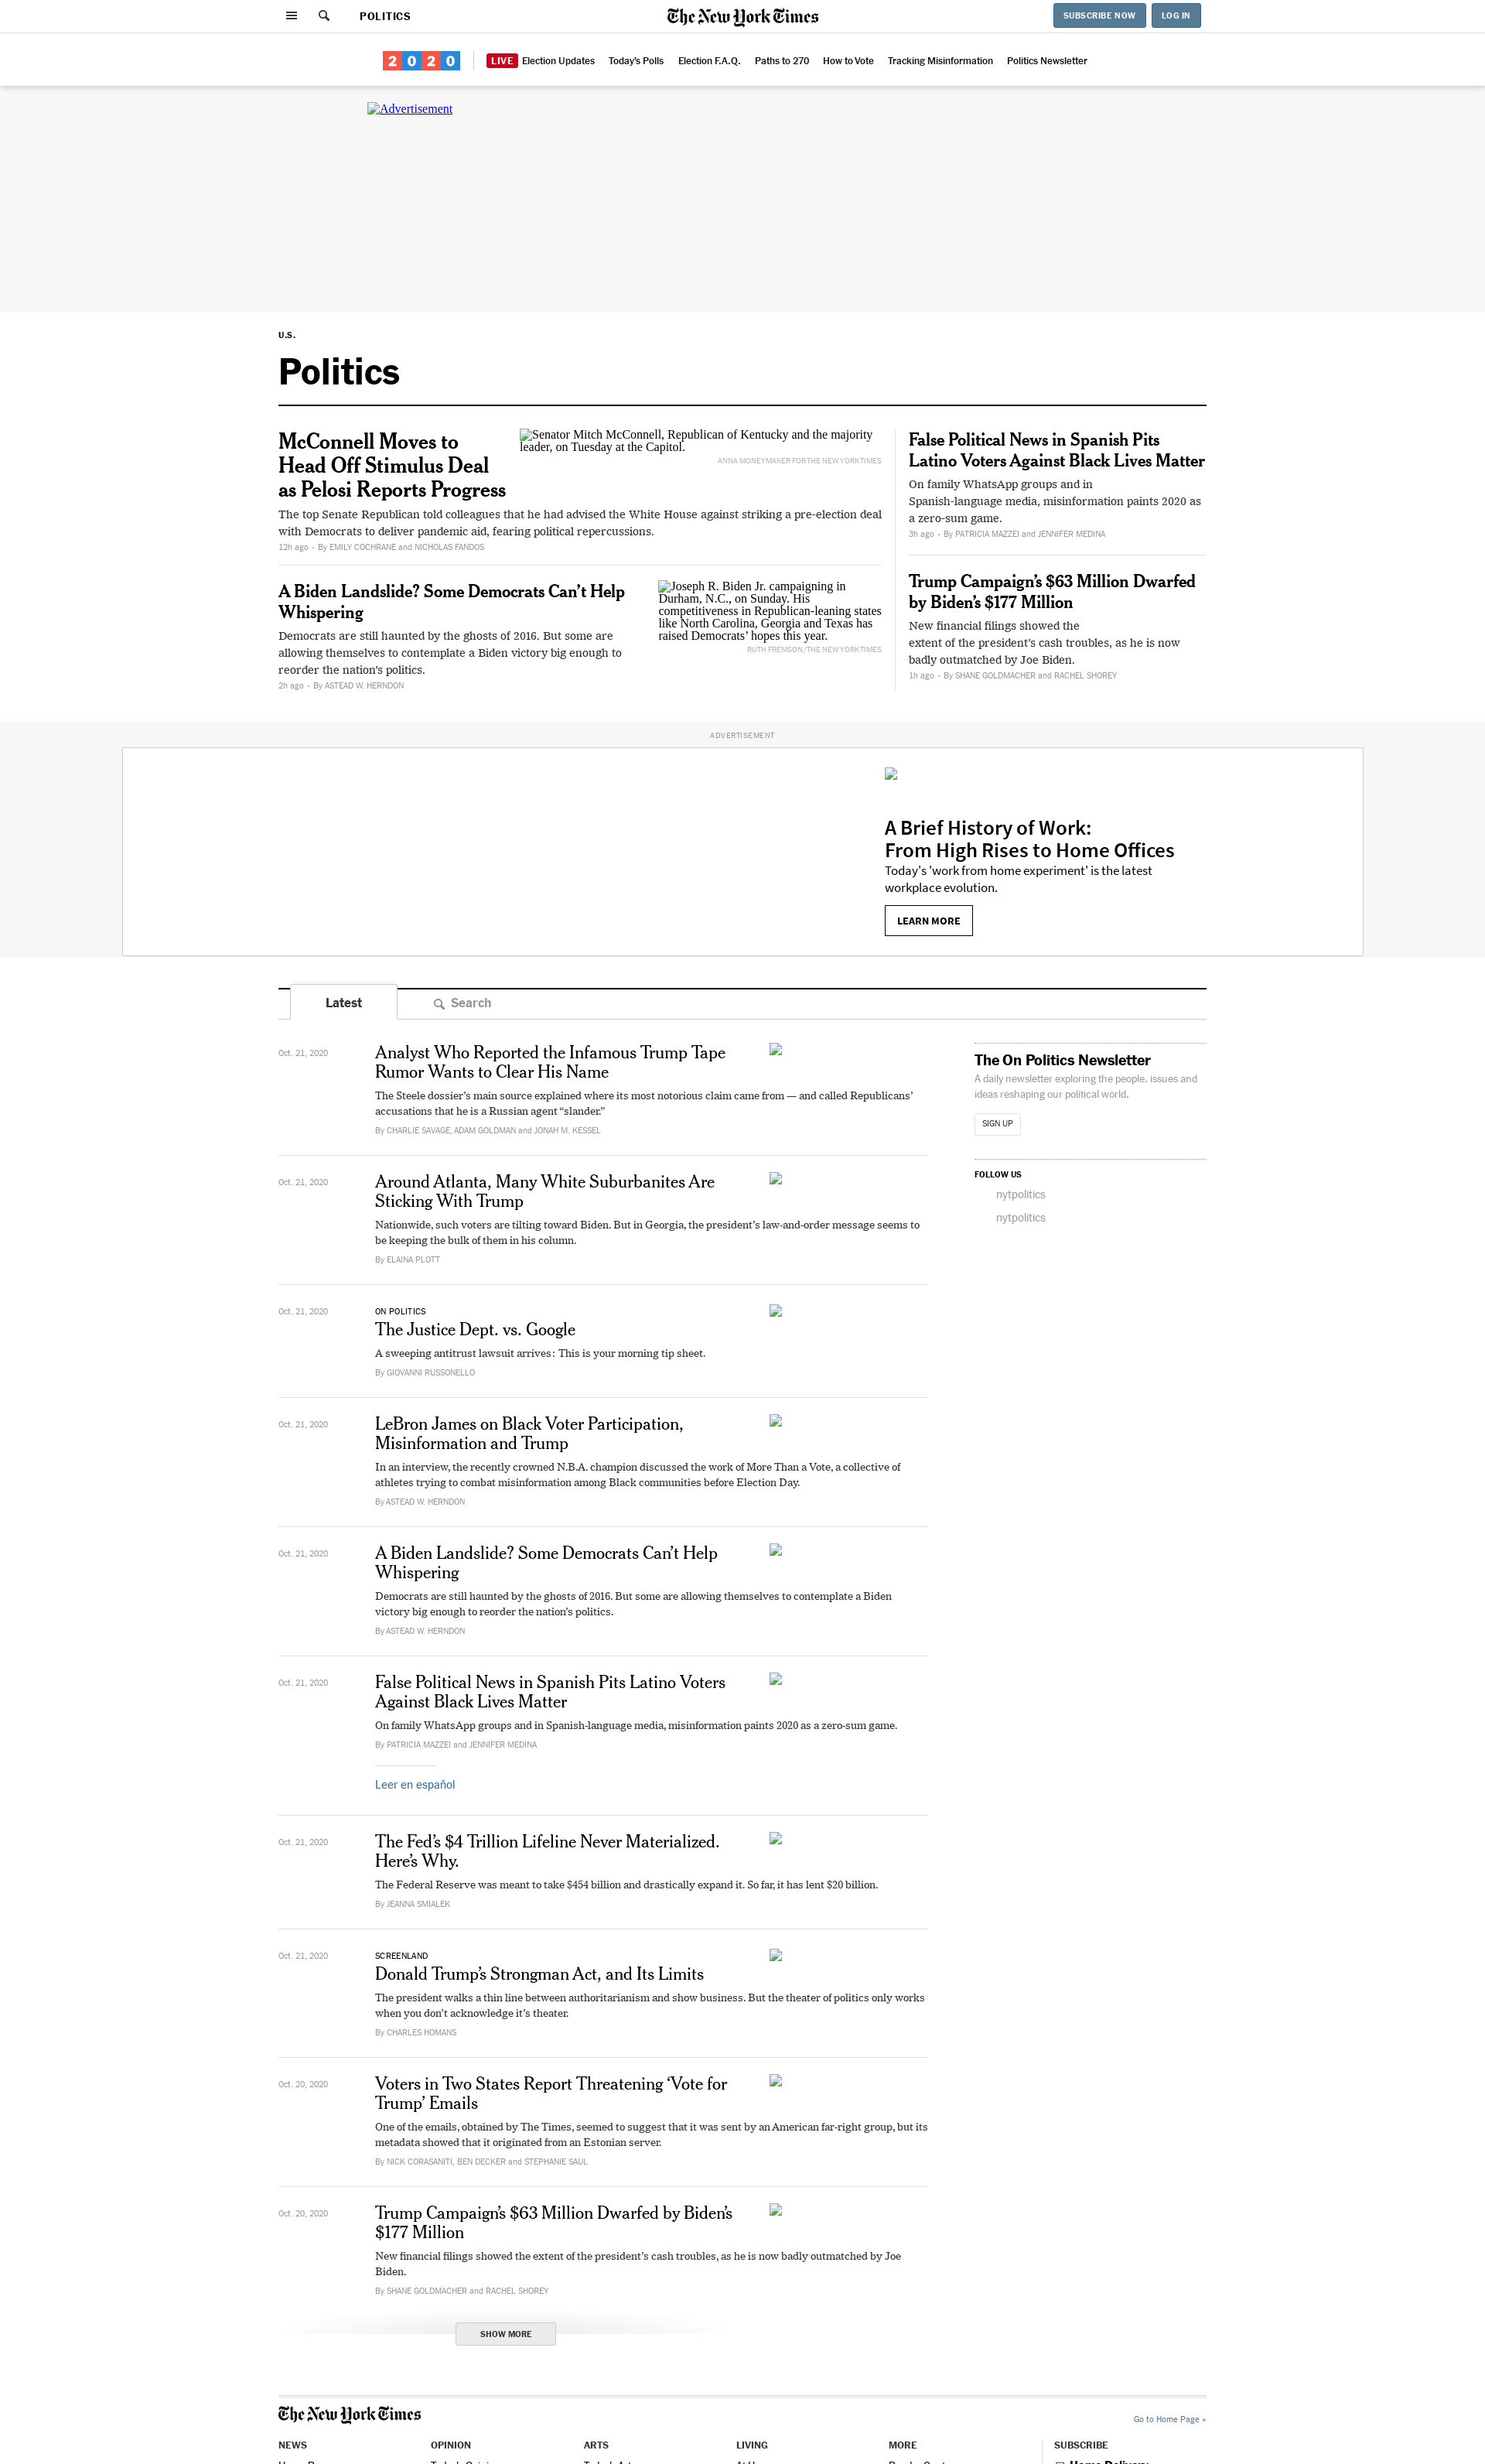 POLITICS
The New York Times
SUBSCRIBE NOW
LOG IN
2020
LIVE Election Updates
Today's Polls
Election F.A.Q.
Paths to 270
How to Vote
Tracking Misinformation
Politics Newsletter
Advertisement
U.S.
Politics
McConnell Moves to
Head Off Stimulus Deal
as Pelosi Reports Progress
Senator Mitch McConnell, Republican of Kentucky and the majority
leader, on Tuesday at the Capitol.
ANNA MONEYMAKER FOR THE NEW YORK TIMES
The top Senate Republican told colleagues that he had advised the White House against striking a pre-election deal
with Democrats to deliver pandemic aid, fearing political repercussions.
12h ago • By EMILY COCHRANE and NICHOLAS FANDOS
A Biden Landslide? Some Democrats Can’t Help
Whispering
Democrats are still haunted by the ghosts of 2016. But some are
allowing themselves to contemplate a Biden victory big enough to
reorder the nation’s politics.
2h ago • By ASTEAD W. HERNDON
Joseph R. Biden Jr. campaigning in
Durham, N.C., on Sunday. His
competitiveness in Republican-leaning states
like North Carolina, Georgia and Texas has
raised Democrats’ hopes this year.
RUTH FREMSON/THE NEW YORK TIMES
False Political News in Spanish Pits
Latino Voters Against Black Lives Matter
On family WhatsApp groups and in
Spanish-language media, misinformation paints 2020 as
a zero-sum game.
3h ago • By PATRICIA MAZZEI and JENNIFER MEDINA
Trump Campaign’s $63 Million Dwarfed
by Biden’s $177 Million
New financial filings showed the
extent of the president’s cash troubles, as he is now
badly outmatched by Joe Biden.
1h ago • By SHANE GOLDMACHER and RACHEL SHOREY
ADVERTISEMENT
A Brief History of Work:
From High Rises to Home Offices
Today's 'work from home experiment' is the latest
workplace evolution.
LEARN MORE
Latest
Search
Oct. 21, 2020
Analyst Who Reported the Infamous Trump Tape
Rumor Wants to Clear His Name
The Steele dossier’s main source explained where its most notorious claim came from — and called Republicans’
accusations that he is a Russian agent “slander.”
By CHARLIE SAVAGE, ADAM GOLDMAN and JONAH M. KESSEL
The On Politics Newsletter
A daily newsletter exploring the people, issues and
ideas reshaping our political world.
SIGN UP
FOLLOW US
nytpolitics
nytpolitics
Oct. 21, 2020
Around Atlanta, Many White Suburbanites Are
Sticking With Trump
Nationwide, such voters are tilting toward Biden. But in Georgia, the president’s law-and-order message seems to
be keeping the bulk of them in his column.
By ELAINA PLOTT
Oct. 21, 2020
ON POLITICS
The Justice Dept. vs. Google
A sweeping antitrust lawsuit arrives: This is your morning tip sheet.
By GIOVANNI RUSSONELLO
Oct. 21, 2020
LeBron James on Black Voter Participation,
Misinformation and Trump
In an interview, the recently crowned N.B.A. champion discussed the work of More Than a Vote, a collective of
athletes trying to combat misinformation among Black communities before Election Day.
By ASTEAD W. HERNDON
Oct. 21, 2020
A Biden Landslide? Some Democrats Can’t Help
Whispering
Democrats are still haunted by the ghosts of 2016. But some are allowing themselves to contemplate a Biden
victory big enough to reorder the nation’s politics.
By ASTEAD W. HERNDON
Oct. 21, 2020
False Political News in Spanish Pits Latino Voters
Against Black Lives Matter
On family WhatsApp groups and in Spanish-language media, misinformation paints 2020 as a zero-sum game.
By PATRICIA MAZZEI and JENNIFER MEDINA
Leer en español
Oct. 21, 2020
The Fed’s $4 Trillion Lifeline Never Materialized.
Here’s Why.
The Federal Reserve was meant to take $454 billion and drastically expand it. So far, it has lent $20 billion.
By JEANNA SMIALEK
Oct. 21, 2020
SCREENLAND
Donald Trump’s Strongman Act, and Its Limits
The president walks a thin line between authoritarianism and show business. But the theater of politics only works
when you don’t acknowledge it’s theater.
By CHARLES HOMANS
Oct. 20, 2020
Voters in Two States Report Threatening ‘Vote for
Trump’ Emails
One of the emails, obtained by The Times, seemed to suggest that it was sent by an American far-right group, but its
metadata showed that it originated from an Estonian server.
By NICK CORASANITI, BEN DECKER and STEPHANIE SAUL
Oct. 20, 2020
Trump Campaign’s $63 Million Dwarfed by Biden’s
$177 Million
New financial filings showed the extent of the president’s cash troubles, as he is now badly outmatched by Joe
Biden.
By SHANE GOLDMACHER and RACHEL SHOREY
SHOW MORE
The New York Times
Go to Home Page »
NEWS
OPINION
ARTS
LIVING
MORE
SUBSCRIBE